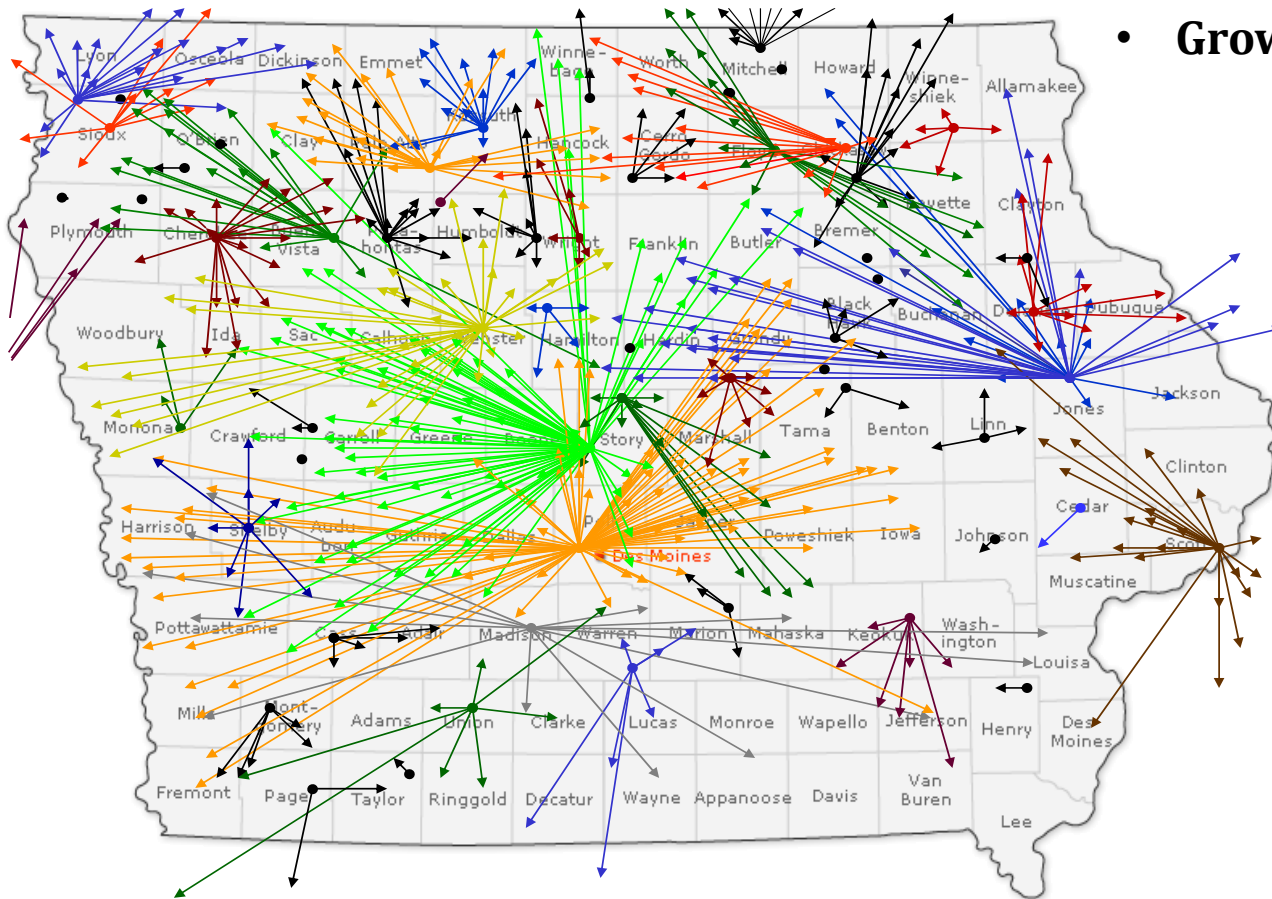 • Grow
Lyon
Osceola
Dickinson
Emmet
Winne-
bago
Worth
Mitchell
Howard
Winne-
shiek
Allamakee
Sioux
O'Brien
Clay
Hancock
Cerro
Gordo
Floyd
Plymouth
Buena
Vista
Humboldt
Wright
Franklin
Butler
Bremer
Fayette
Clayton
Woodbury
Ida
Sac
Calhoun
Webster
Hamilton
Hardin
Grundy
Black
Hawk
Buchanan
Dubuque
Jackson
Jones
Monona
Crawford
Carroll
Greene
Boone
Story
Marshall
Tama
Benton
Linn
Clinton
Cedar
Harrison
Shelby
Audu
bon
Guthrie
Dallas
Polk
Jasper
Poweshiek
Iowa
Johnson
Scott
Des Moines
Muscatine
Pottawattamie
Cass
Adair
Madison
Warren
Marion
Mahaska
Keokuk
Wash-
ington
Louisa
Mills
Mont-
gomery
Adams
Union
Clarke
Lucas
Monroe
Wapello
Jefferson
Henry
Des
Moines
Fremont
Page
Taylor
Ringgold
Decatur
Wayne
Appanoose
Davis
Van
Buren
Lee